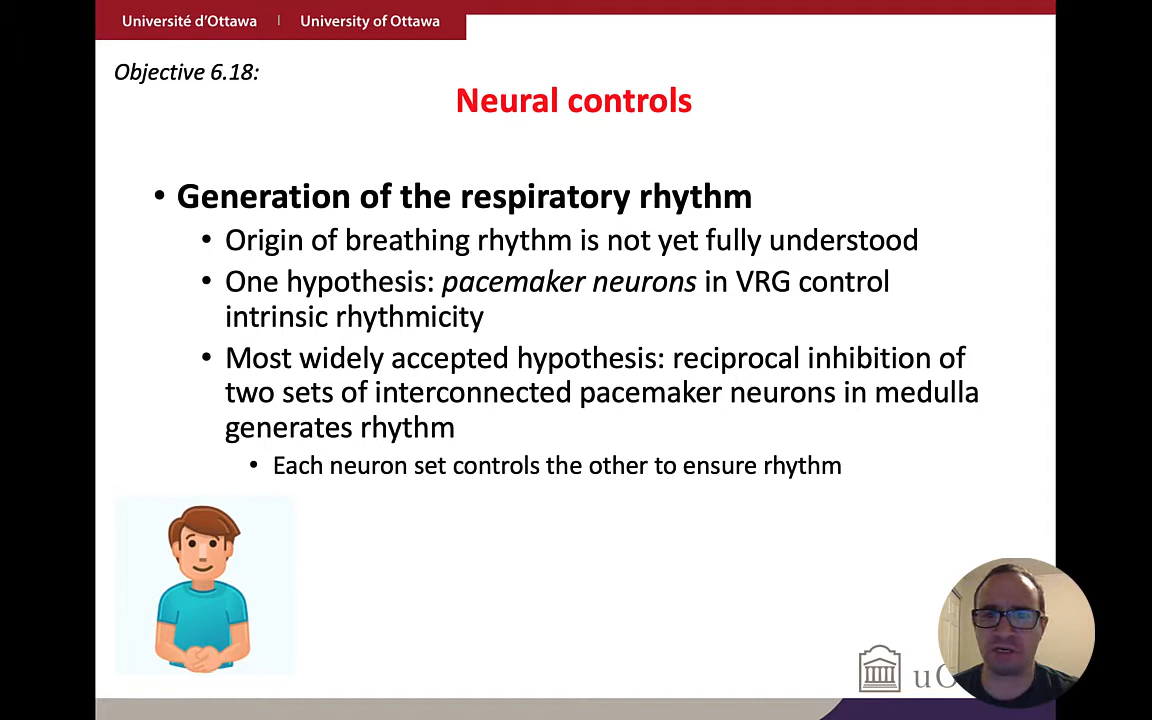 Université d'Ottawa | University of Ottawa
Objective 6.18:
Neural controls
• Generation of the respiratory rhythm
• Origin of breathing rhythm is not yet fully understood
• One hypothesis: pacemaker neurons in VRG control
intrinsic rhythmicity
• Most widely accepted hypothesis: reciprocal inhibition of
two sets of interconnected pacemaker neurons in medulla
generates rhythm
• Each neuron set controls the other to ensure rhythm